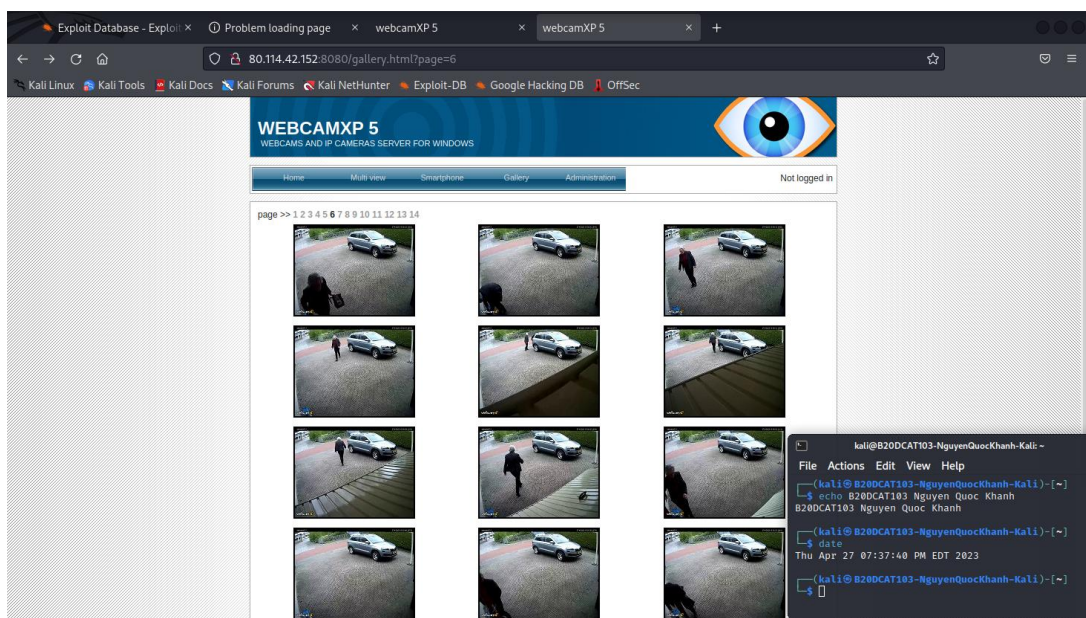 Exploit Database - Exploit
Problem loading page
webcamXP 5
webcamXP 5
80.114.42.152:8080/gallery.html?page=6
Kali Linux Kali Tools Kali Docs Kali Forums Kali NetHunter Exploit-DB Google Hacking DB OffSec
WEBCAMXP 5
WEBCAMS AND IP CAMERAS SERVER FOR WINDOWS
Home Multi view Smartphone Gallery Administration Not logged in
page >> 1 2 3 4 5 6 7 8 9 10 11 12 13 14
kali@B20DCAT103-NguyenQuocKhanh-Kali: ~
File Actions Edit View Help
(kali㉿B20DCAT103-NguyenQuocKhanh-Kali)-[~]
$ echo B20DCAT103 Nguyen Quoc Khanh
B20DCAT103 Nguyen Quoc Khanh
(kali㉿B20DCAT103-NguyenQuocKhanh-Kali)-[~]
$ date
Thu Apr 27 07:37:40 PM EDT 2023
(kali㉿B20DCAT103-NguyenQuocKhanh-Kali)-[~]
$